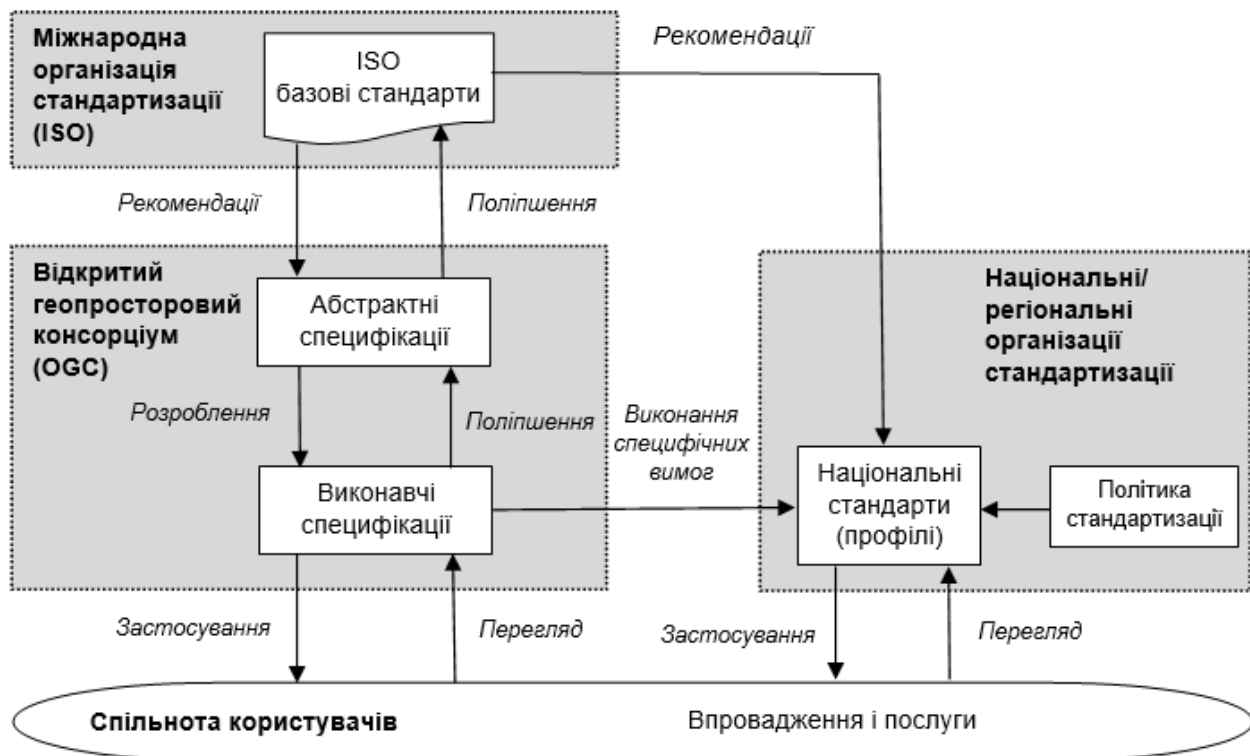 Міжнародна
організація
стандартизації
(ISO)
ISO
базові стандарти
Рекомендації
Рекомендації
Поліпшення
Відкритий
геопросторовий
консорціум
(OGC)
Абстрактні
специфікації
Розроблення
Поліпшення
Виконавчі
специфікації
Виконання
специфічних
вимог
Національні/
регіональні
організації
стандартизації
Національні
стандарти
(профілі)
Політика
стандартизації
Застосування
Перегляд
Застосування
Перегляд
Спільнота користувачів
Впровадження і послуги